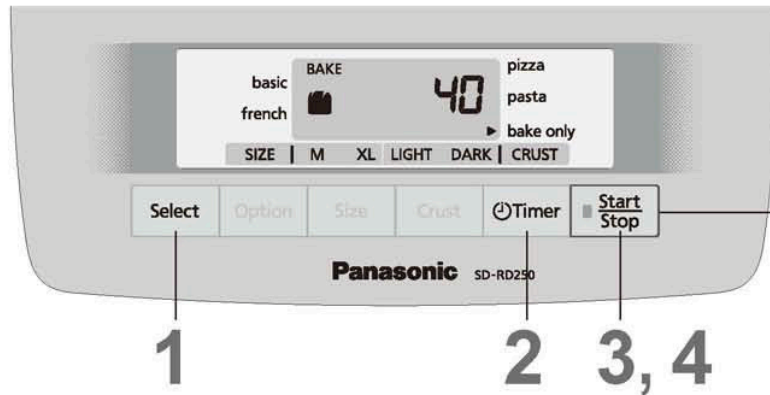 BAKE
basic
french
40
pizza
pasta
bake only
SIZE | M XL LIGHT DARK | CRUST
Select Option Size Crust Timer Start
Stop
Panasonic SD-RD250
1 2 3, 4